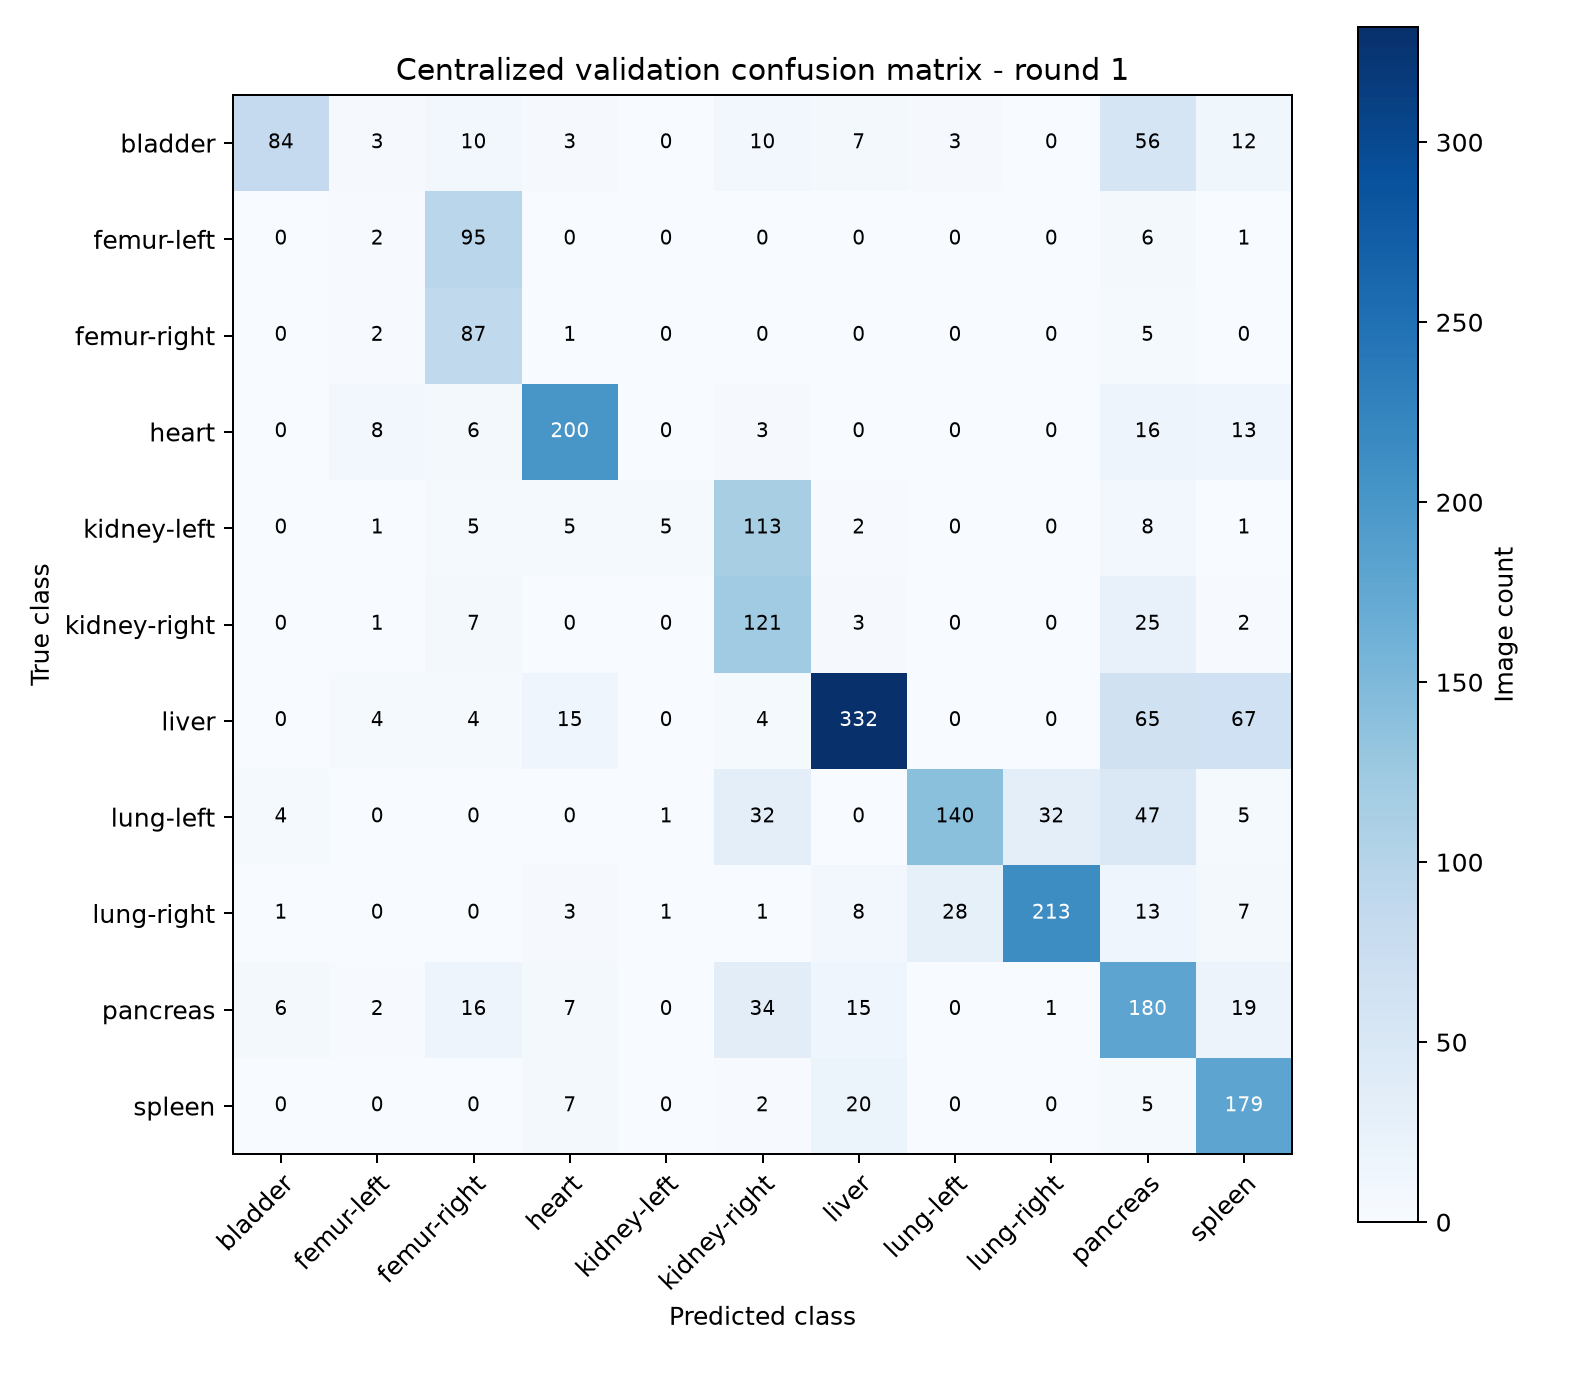 Centralized validation confusion matrix - round 1
bladder 84 3 10 3 0 10 7 3 0 56 12
femur-left 0 2 95 0 0 0 0 0 0 6 1
femur-right 0 2 87 1 0 0 0 0 0 5 0
heart 0 8 6 200 0 3 0 0 0 16 13
kidney-left 0 1 5 5 5 113 2 0 0 8 1
kidney-right 0 1 7 0 0 121 3 0 0 25 2
liver 0 4 4 15 0 4 332 0 0 65 67
lung-left 4 0 0 0 1 32 0 140 32 47 5
lung-right 1 0 0 3 1 1 8 28 213 13 7
pancreas 6 2 16 7 0 34 15 0 1 180 19
spleen 0 0 0 7 0 2 20 0 0 5 179
bladder femur-left femur-right heart kidney-left kidney-right liver lung-left lung-right pancreas spleen
Predicted class
True class
300
250
200
150
100
50
0
Image count